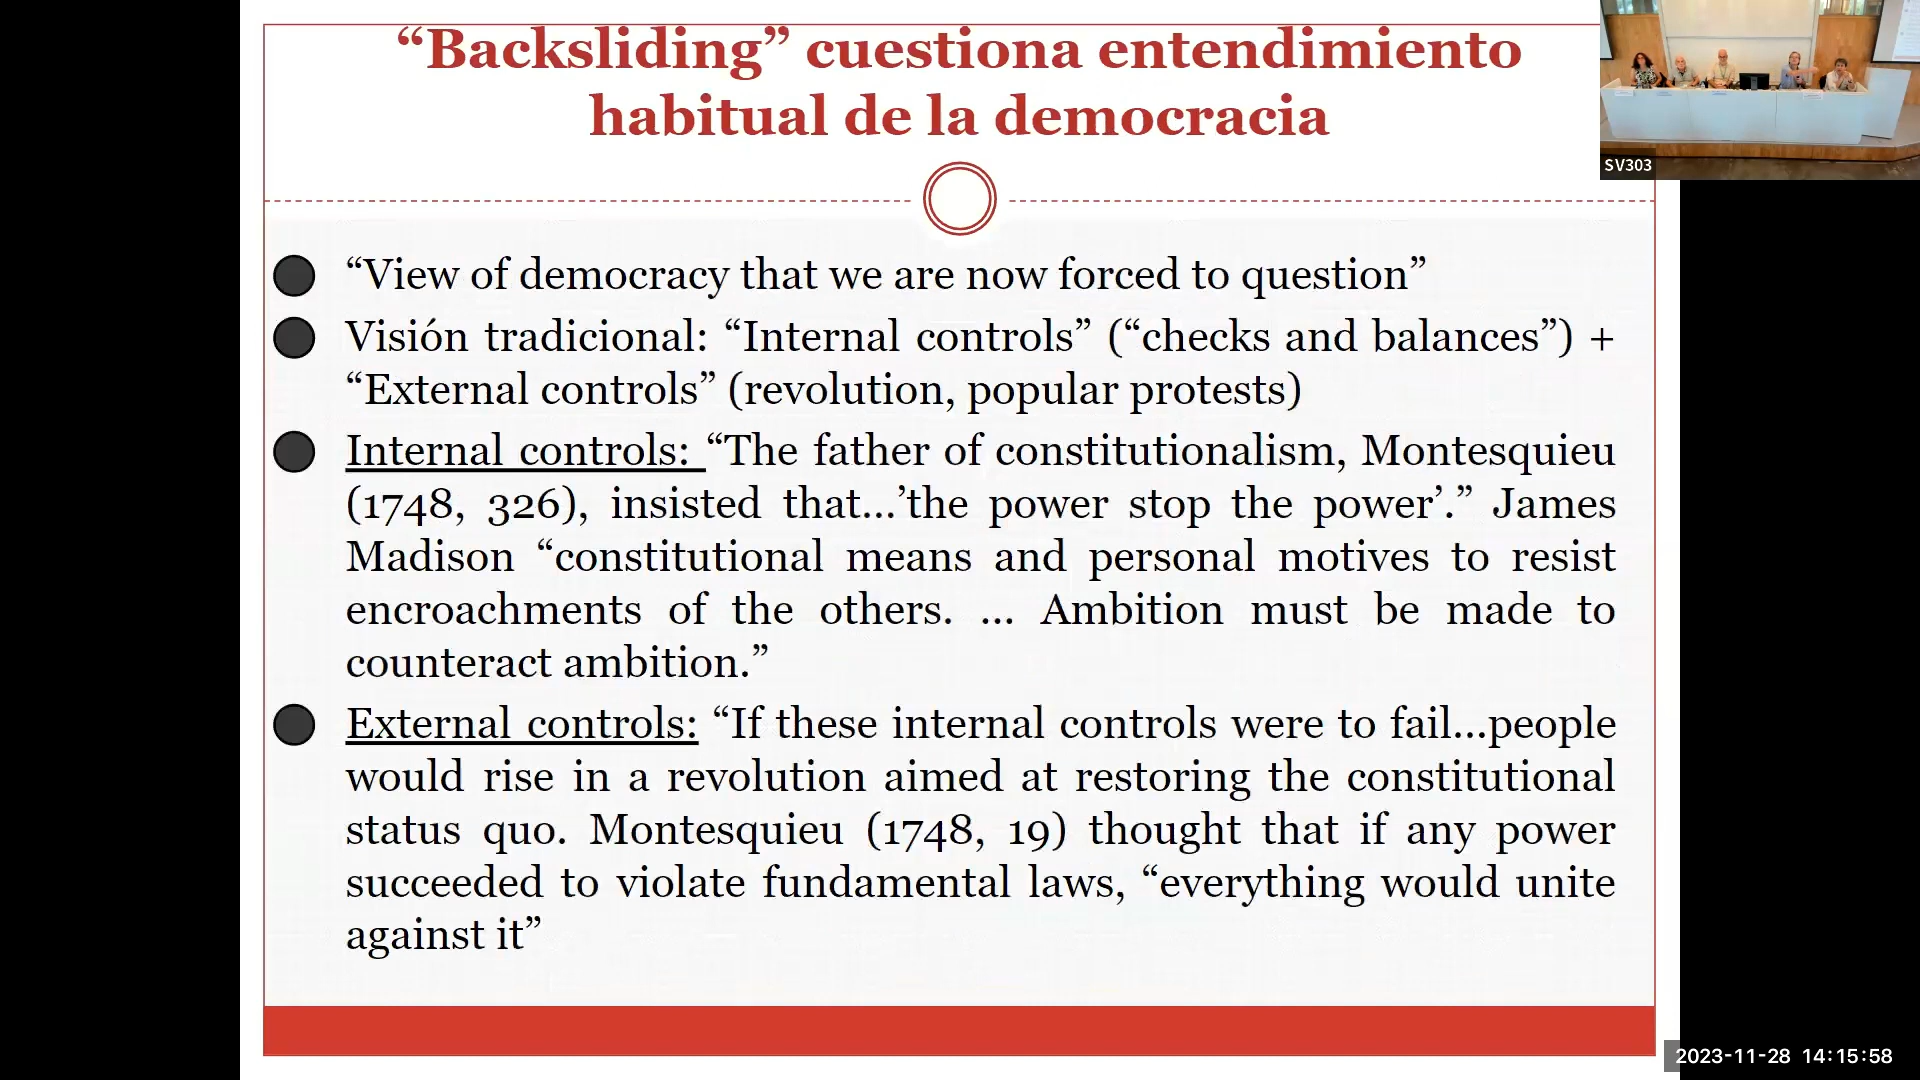 “Backsliding” cuestiona entendimiento
habitual de la democracia
SV303
“View of democracy that we are now forced to question”
Visión tradicional: “Internal controls” (“checks and balances”) +
“External controls” (revolution, popular protests)
Internal controls: “The father of constitutionalism, Montesquieu
(1748, 326), insisted that…’the power stop the power’.” James
Madison “constitutional means and personal motives to resist
encroachments of the others. … Ambition must be made to
counteract ambition.”
External controls: “If these internal controls were to fail…people
would rise in a revolution aimed at restoring the constitutional
status quo. Montesquieu (1748, 19) thought that if any power
succeeded to violate fundamental laws, “everything would unite
against it”
2023-11-28 14:15:58